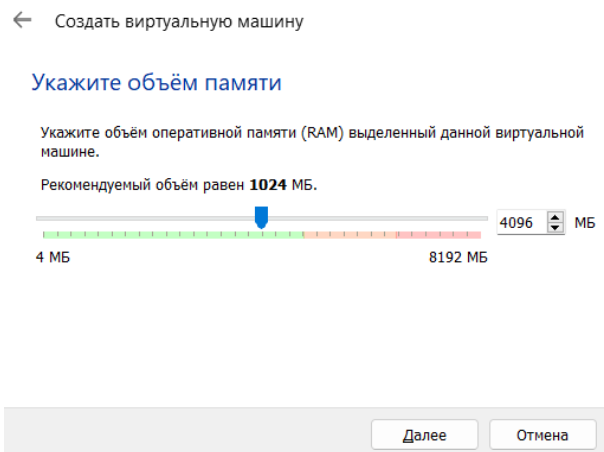 Создать виртуальную машину
Укажите объём памяти
Укажите объём оперативной памяти (RAM) выделенный данной виртуальной
машине.
Рекомендуемый объём равен 1024 МБ.
4096 МБ
4 МБ 8192 МБ
Далее Отмена